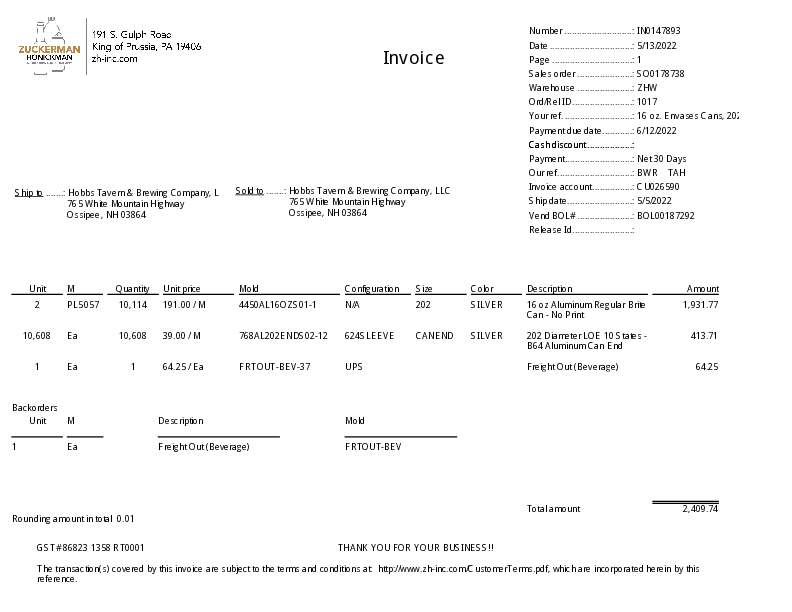 ZUCKERMAN
HONICKMAN
191 S. Gulph Road
King of Prussia, PA 19406
zh-inc.com
Invoice
Number ........................: IN0147893
Date ........................: 5/13/2022
Page ........................: 1
Sales order ...................: SO0178738
Warehouse ...................: ZHW
Ord/Rel ID.....................: 1017
Your ref.........................: 16 oz. Envases Cans, 202
Payment due date..........: 6/12/2022
Cash discount................:
Payment........................: Net 30 Days
Our ref...........................: BWR TAH
Invoice account..............: CU026590
Ship date.......................: 5/5/2022
Vend BOL#...................: BOL00187292
Release Id......................:
Ship to .......: Hobbs Tavern & Brewing Company, L
765 White Mountain Highway
Ossipee, NH 03864
Sold to ........: Hobbs Tavern & Brewing Company, LLC
765 White Mountain Highway
Ossipee, NH 03864
Unit M Quantity Unit price Mold Configuration Size Color Description Amount
2 PL5057 10,114 191.00 / M 4450AL16OZS01-1 N/A 202 SILVER 16 oz Aluminum Regular Brite 1,931.77
Can - No Print
10,608 Ea 10,608 39.00 / M 768AL202ENDS02-12 624SLEEVE CANEND SILVER 202 Diameter LOE 10 States - 413.71
B64 Aluminum Can End
1 Ea 1 64.25 / Ea FRTOUT-BEV-37 UPS Freight Out (Beverage) 64.25
Backorders
Unit M Description Mold
1 Ea Freight Out (Beverage) FRTOUT-BEV
Total amount 2,409.74
Rounding amount in total 0.01
GST # 86823 1358 RT0001 THANK YOU FOR YOUR BUSINESS !!
The transaction(s) covered by this invoice are subject to the terms and conditions at: http://www.zh-inc.com/CustomerTerms.pdf, which are incorporated herein by this
reference.